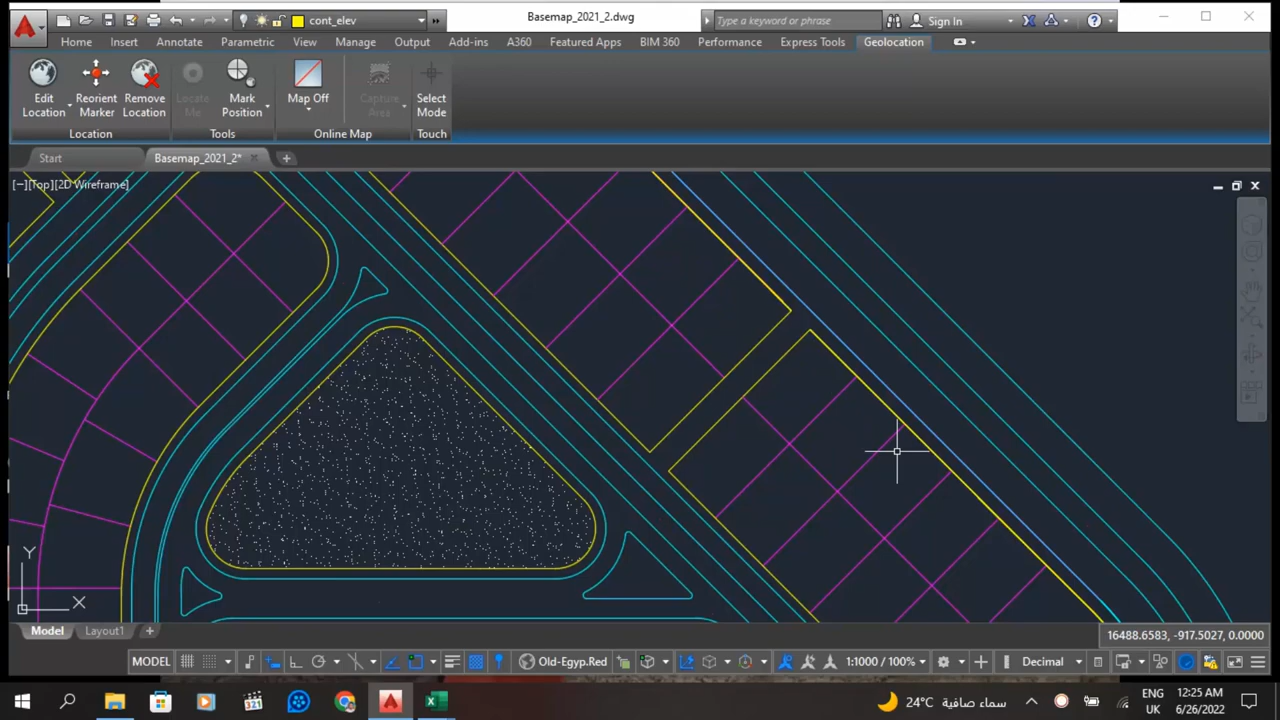 cont_elev
Basemap_2021_2.dwg
Type a keyword or phrase
Sign In
Home
Insert
Annotate
Parametric
View
Manage
Output
Add-ins
A360
Featured Apps
BIM 360
Performance
Express Tools
Geolocation
Edit Location
Reorient Marker
Remove Location
Locate Me
Mark Position
Map Off
Capture Area
Select Mode
Location
Tools
Online Map
Touch
Start
Basemap_2021_2*
[−][Top][2D Wireframe]
Y
X
Model
Layout1
16488.6583, -917.5027, 0.0000
MODEL
Old-Egyp.Red
1:1000 / 100%
Decimal
321
24°C سماء صافية
ENG
UK
12:25 AM
6/26/2022